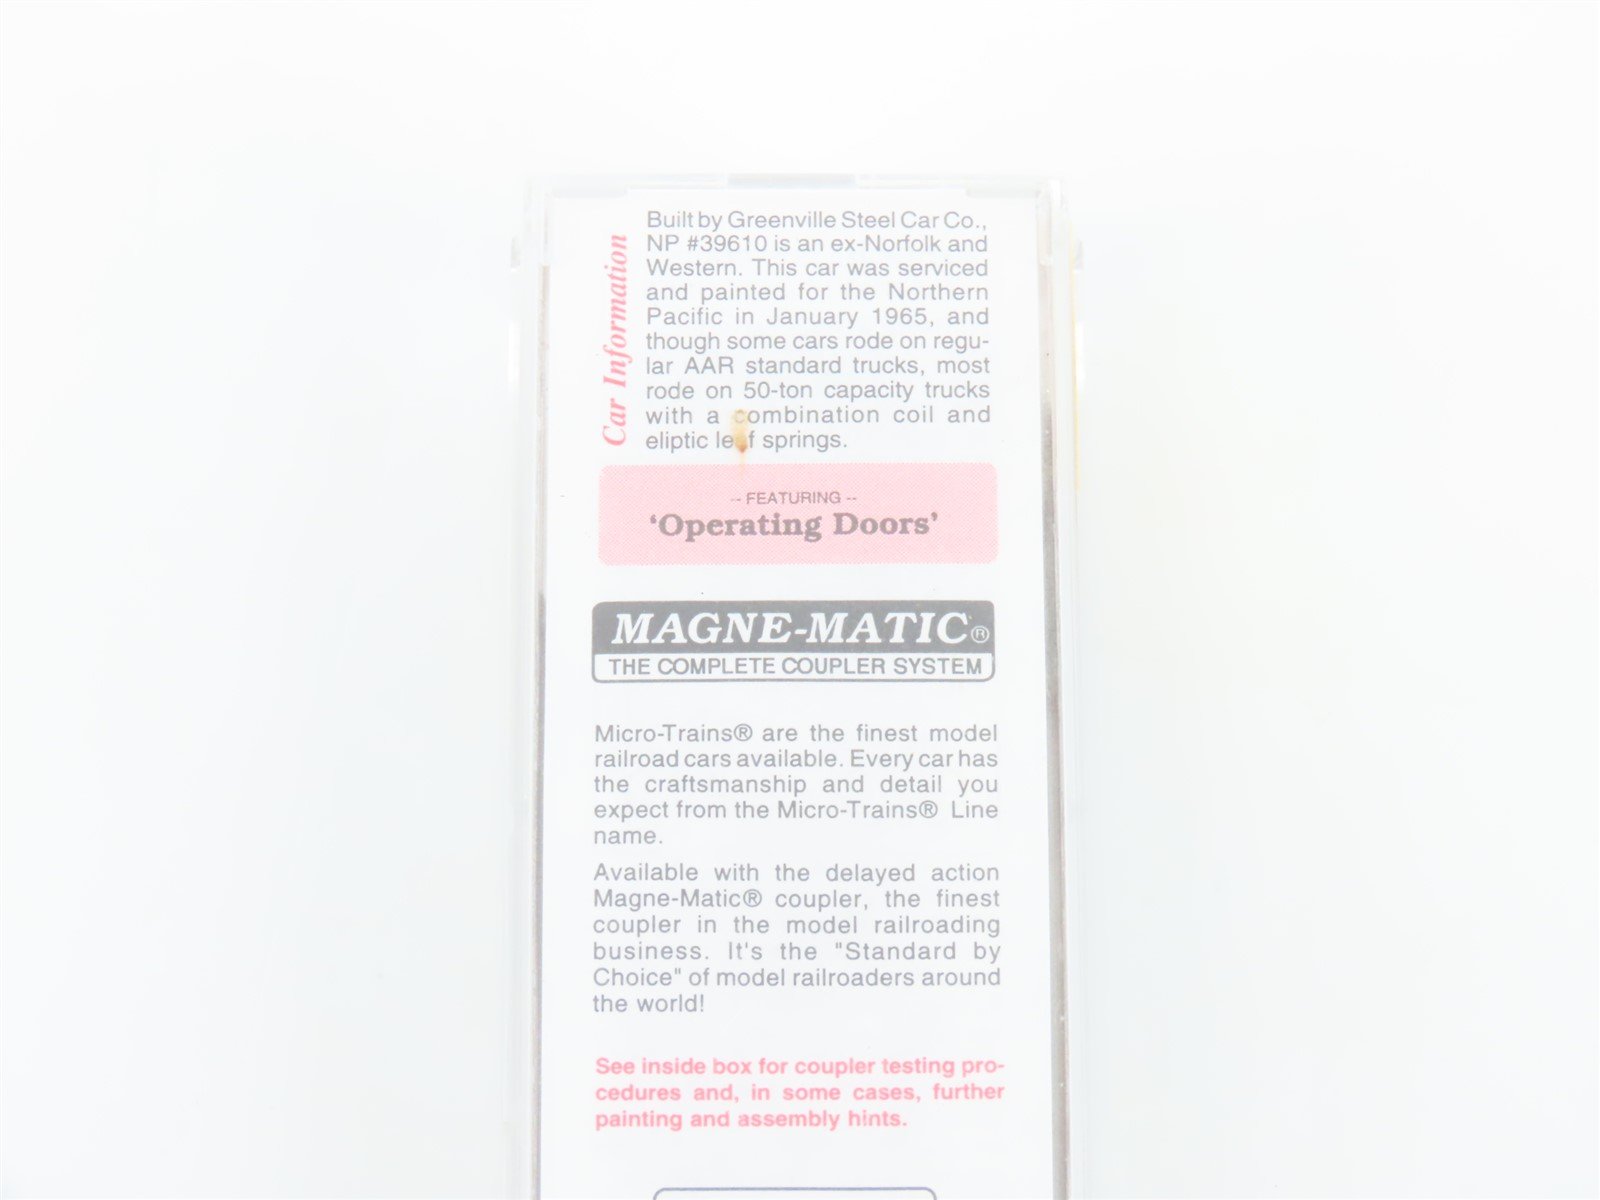 Car Information
Built by Greenville Steel Car Co.,
NP #39610 is an ex-Norfolk and
Western. This car was serviced
and painted for the Northern
Pacific in January 1965, and
though some cars rode on regu-
lar AAR standard trucks, most
rode on 50-ton capacity trucks
with a combination coil and
eliptic leaf springs.
-- FEATURING --
‘Operating Doors’
MAGNE-MATIC®
THE COMPLETE COUPLER SYSTEM
Micro-Trains® are the finest model
railroad cars available. Every car has
the craftsmanship and detail you
expect from the Micro-Trains® Line
name.
Available with the delayed action
Magne-Matic® coupler, the finest
coupler in the model railroading
business. It's the "Standard by
Choice" of model railroaders around
the world!
See inside box for coupler testing pro-
cedures and, in some cases, further
painting and assembly hints.